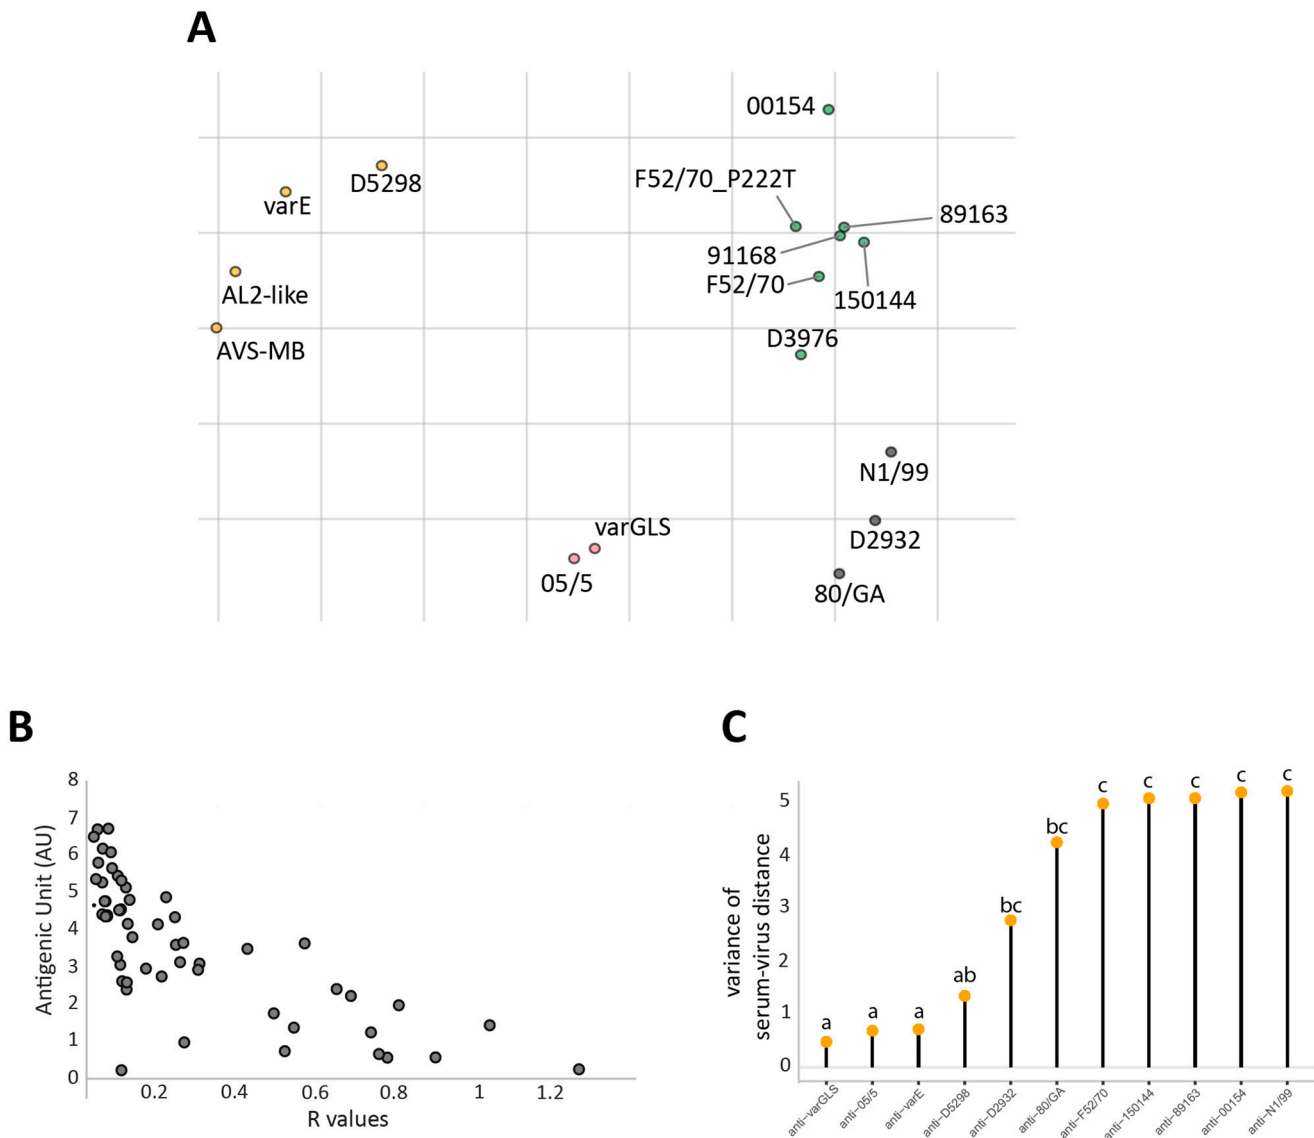 A
00154
D5298
F52/70_P222T
varE
89163
91168
F52/70
AL2-like
150144
D3976
AVS-MB
N1/99
varGLS
D2932
05/5
80/GA
B
Antigenic Unit (AU)
8
7
6
5
4
3
2
1
0
0.2 0.4 0.6 0.8 1 1.2
R values
C
variance of
serum-virus distance
5
4
3
2
1
0
a a a ab bc bc c c c c c
anti-varGLS
anti-05/5
anti-varE
anti-D5298
anti-D2932
anti-80/GA
anti-F52/70
anti-150144
anti-89163
anti-00154
anti-N1/99